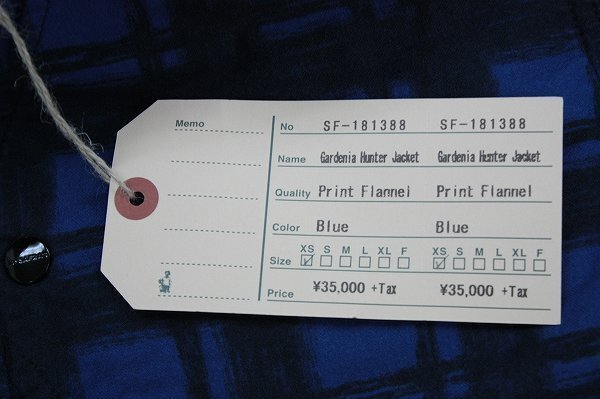 Memo
No SF-181388 SF-181388
Name Gardenia Hunter Jacket Gardenia Hunter Jacket
Quality Print Flannel Print Flannel
Color Blue Blue
XS S M L XL F XS S M L XL F
Size
Price ¥35,000 +Tax ¥35,000 +Tax